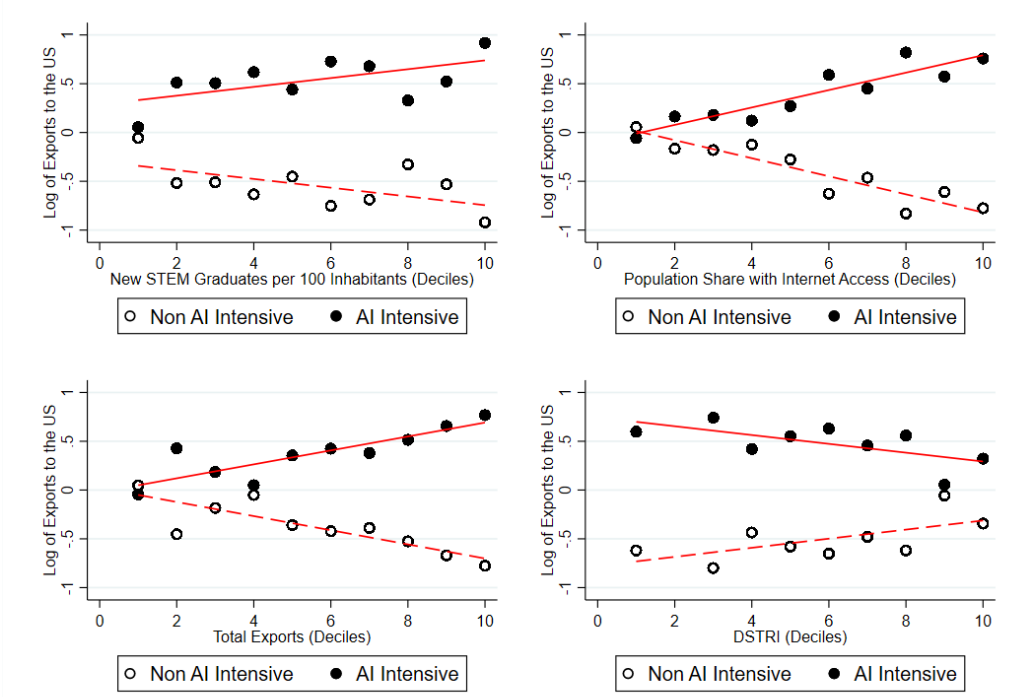 Log of Exports to the US
1
.5
0
-.5
-1
0 2 4 6 8 10
New STEM Graduates per 100 Inhabitants (Deciles)
Non AI Intensive AI Intensive
Log of Exports to the US
1
.5
0
-.5
-1
0 2 4 6 8 10
Population Share with Internet Access (Deciles)
Non AI Intensive AI Intensive
Log of Exports to the US
1
.5
0
-.5
-1
0 2 4 6 8 10
Total Exports (Deciles)
Non AI Intensive AI Intensive
Log of Exports to the US
1
.5
0
-.5
-1
0 2 4 6 8 10
DSTRI (Deciles)
Non AI Intensive AI Intensive